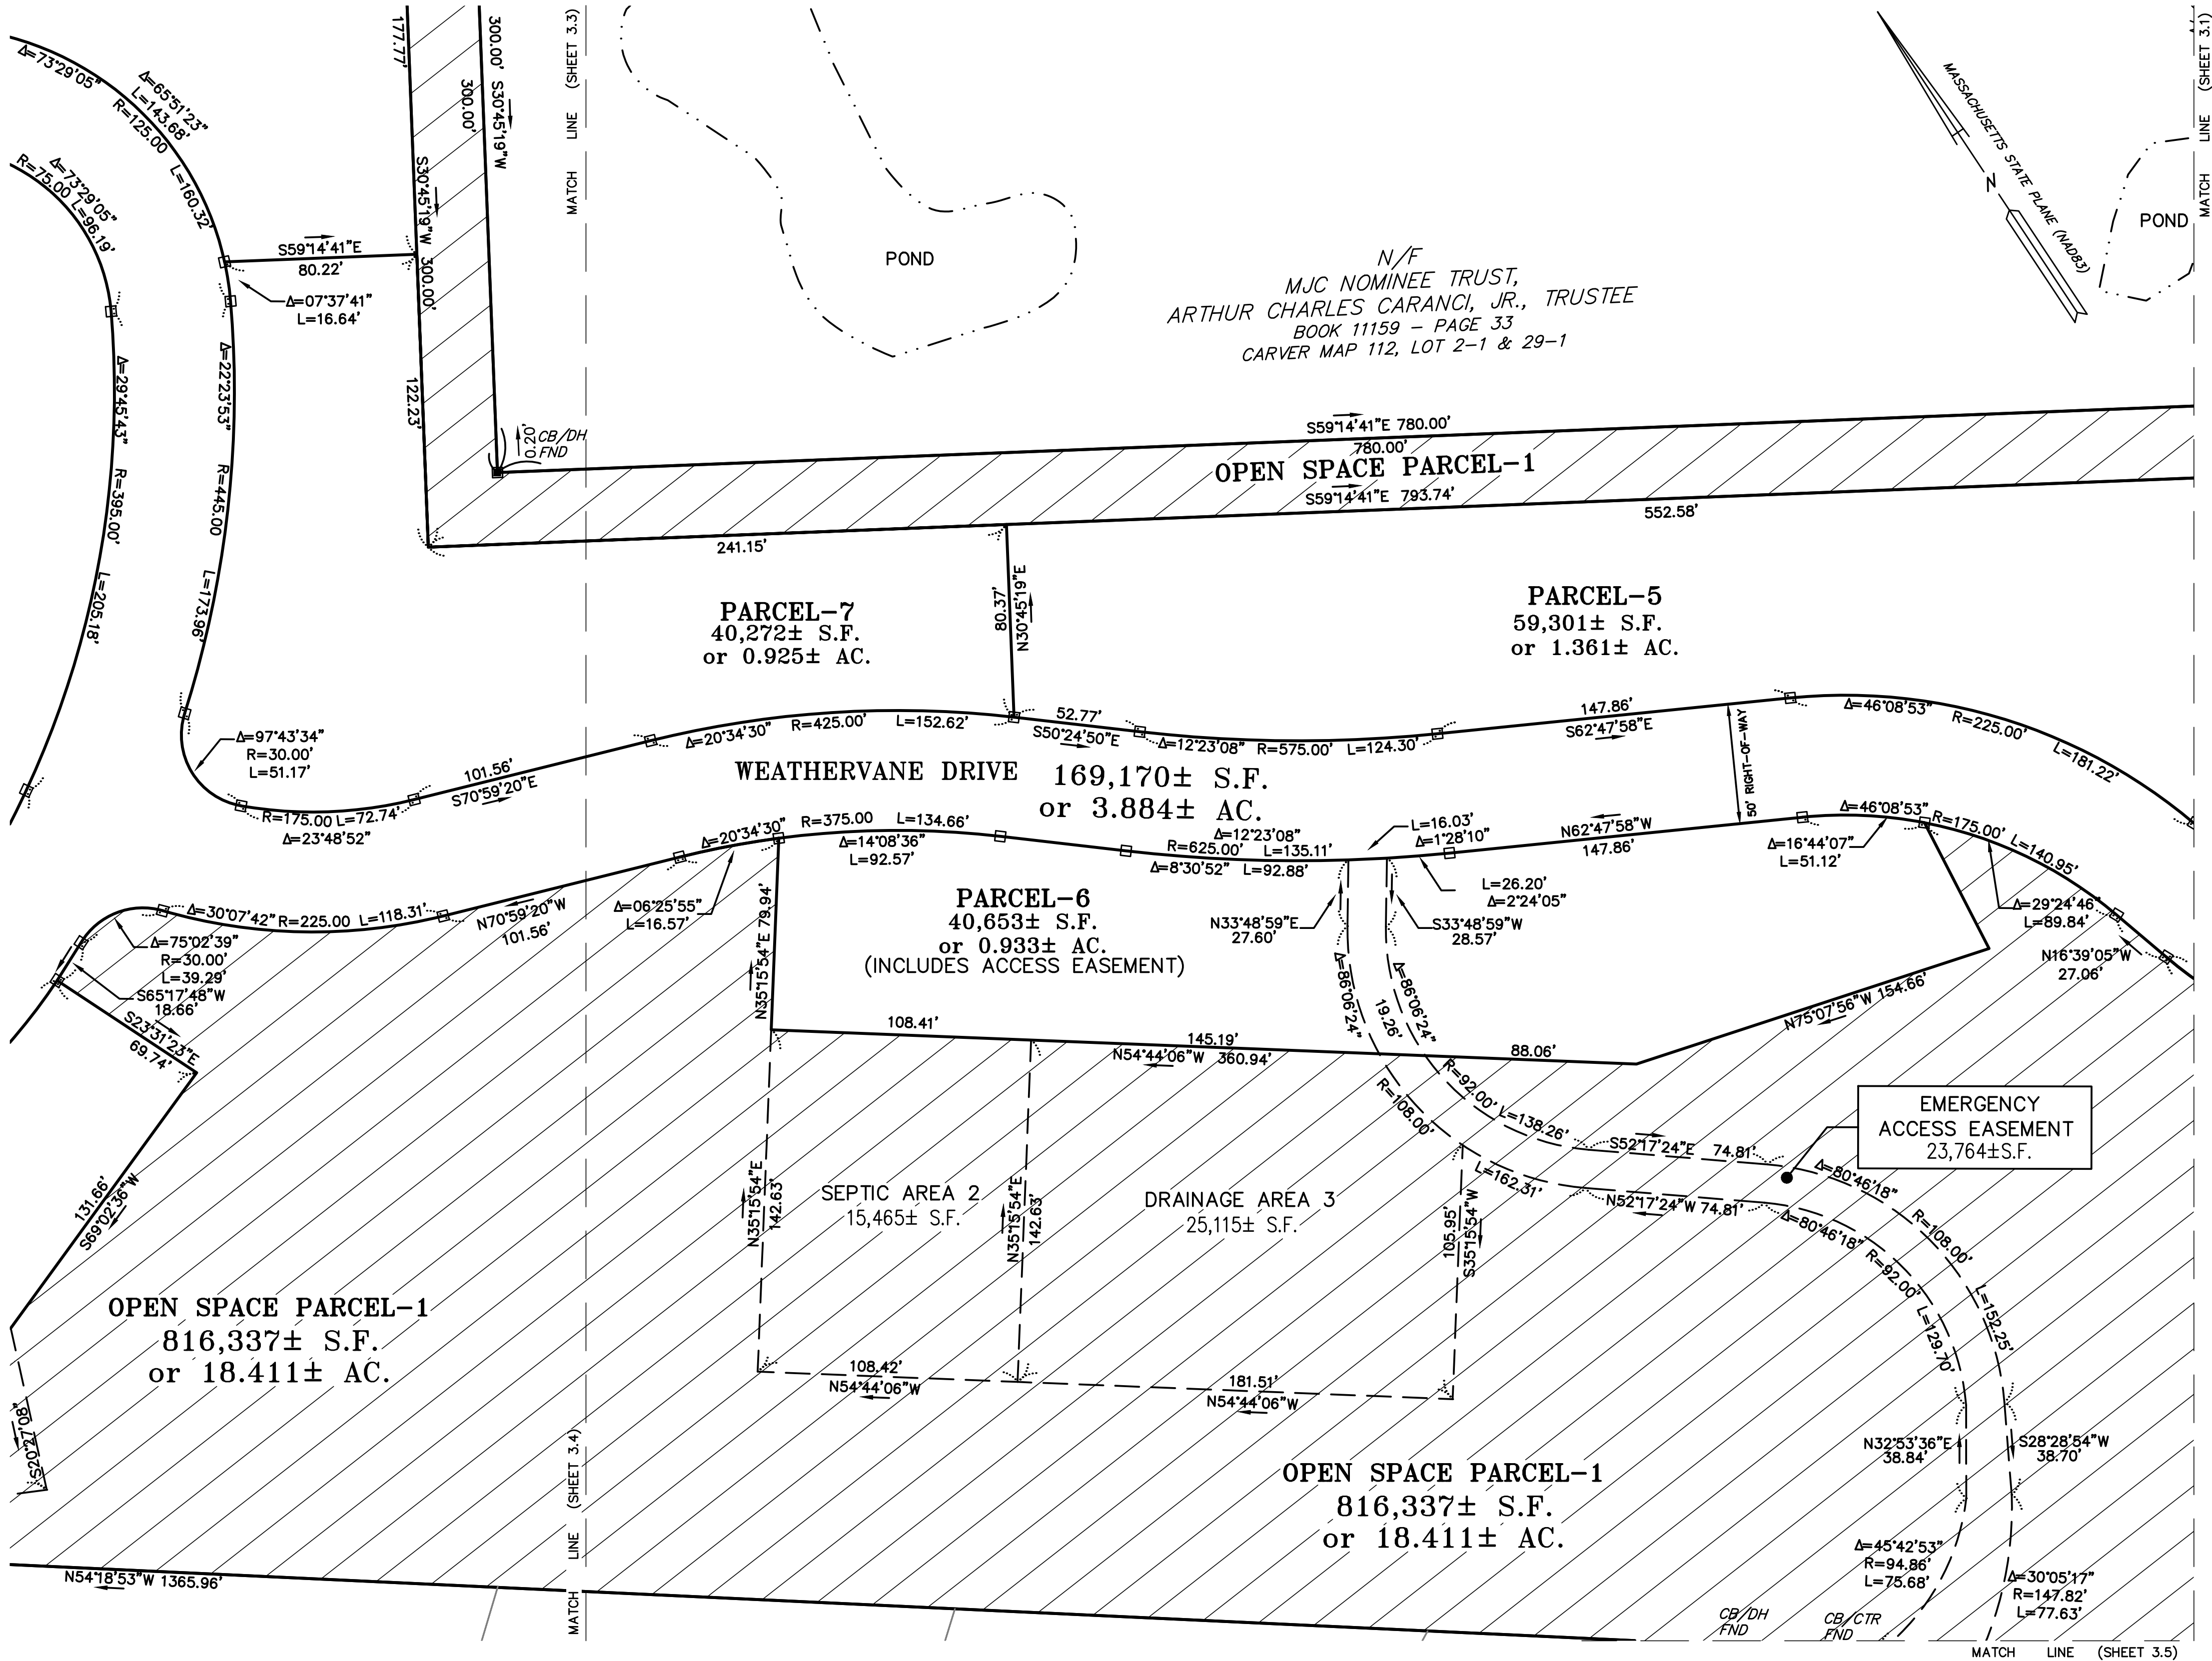 Δ=73°29'05"
Δ=65°51'23"
L=143.68'
R=125.00
L=160.32'
Δ=73°29'05"
R=75.00 L=96.19'
177.77'
300.00' S30°45'19"W
300.00'
S30°45'19"W 300.00'
122.23'
MATCH LINE (SHEET 3.3)
S59°14'41"E
80.22'
Δ=07°37'41"
L=16.64'
POND
N/F
MJC NOMINEE TRUST,
ARTHUR CHARLES CARANCI, JR., TRUSTEE
BOOK 11159 – PAGE 33
CARVER MAP 112, LOT 2-1 & 29-1
MASSACHUSETTS STATE PLANE (NAD83)
N
POND
MATCH LINE (SHEET 3.1)
Δ=29°45'43" R=395.00' L=205.18'
Δ=22°23'53" R=445.00 L=173.96'
0.20'
CB/DH
FND
S59°14'41"E 780.00'
780.00'
OPEN SPACE PARCEL-1
S59°14'41"E 793.74'
552.58'
241.15'
80.37'
N30°45'19"E
PARCEL-7
40,272± S.F.
or 0.925± AC.
PARCEL-5
59,301± S.F.
or 1.361± AC.
Δ=97°43'34"
R=30.00'
L=51.17'
R=175.00 L=72.74'
Δ=23°48'52"
101.56'
S70°59'20"E
Δ=20°34'30" R=425.00' L=152.62'
52.77'
S50°24'50"E
Δ=12°23'08" R=575.00' L=124.30'
147.86'
S62°47'58"E
50' RIGHT-OF-WAY
Δ=46°08'53"
R=225.00'
L=181.22'
WEATHERVANE DRIVE
169,170± S.F.
or 3.884± AC.
Δ=20°34'30" R=375.00 L=134.66'
Δ=14°08'36"
L=92.57'
Δ=12°23'08"
R=625.00' L=135.11'
Δ=8°30'52" L=92.88'
L=16.03'
Δ=1°28'10"
N62°47'58"W
147.86'
L=26.20'
Δ=2°24'05"
Δ=46°08'53" R=175.00' L=140.95'
Δ=16°44'07"
L=51.12'
Δ=29°24'46"
L=89.84'
N16°39'05"W
27.06'
Δ=30°07'42" R=225.00 L=118.31'
N70°59'20"W
101.56'
Δ=06°25'55"
L=16.57'
Δ=75°02'39"
R=30.00'
L=39.29'
S65°17'48"W
18.66'
S23°31'23"E
69.74'
N35°15'54"E 79.94'
PARCEL-6
40,653± S.F.
or 0.933± AC.
(INCLUDES ACCESS EASEMENT)
N33°48'59"E
27.60'
S33°48'59"W
28.57'
Δ=86°06'24"
Δ=86°06'24"
19.26'
108.41'
145.19'
N54°44'06"W 360.94'
88.06'
N75°07'56"W 154.66'
R=92.00' L=138.26'
R=108.00'
L=162.31'
S52°17'24"E 74.81'
N52°17'24"W 74.81'
EMERGENCY
ACCESS EASEMENT
23,764±S.F.
Δ=80°46'18"
R=108.00'
L=152.25'
Δ=80°46'18"
R=92.00'
L=129.70'
131.66'
S69°02'36"W
N35°15'54"E
142.63'
SEPTIC AREA 2
15,465± S.F.
N35°15'54"E
142.63'
DRAINAGE AREA 3
25,115± S.F.
105.95'
S35°15'54"W
OPEN SPACE PARCEL-1
816,337± S.F.
or 18.411± AC.
108.42'
N54°44'06"W
181.51'
N54°44'06"W
S20°27'08"
MATCH LINE (SHEET 3.4)
OPEN SPACE PARCEL-1
816,337± S.F.
or 18.411± AC.
N32°53'36"E
38.84'
S28°28'54"W
38.70'
N54°18'53"W 1365.96'
Δ=45°42'53"
R=94.86'
L=75.68'
Δ=30°05'17"
R=147.82'
L=77.63'
CB/DH
FND
CB/CTR
FND
MATCH LINE (SHEET 3.5)